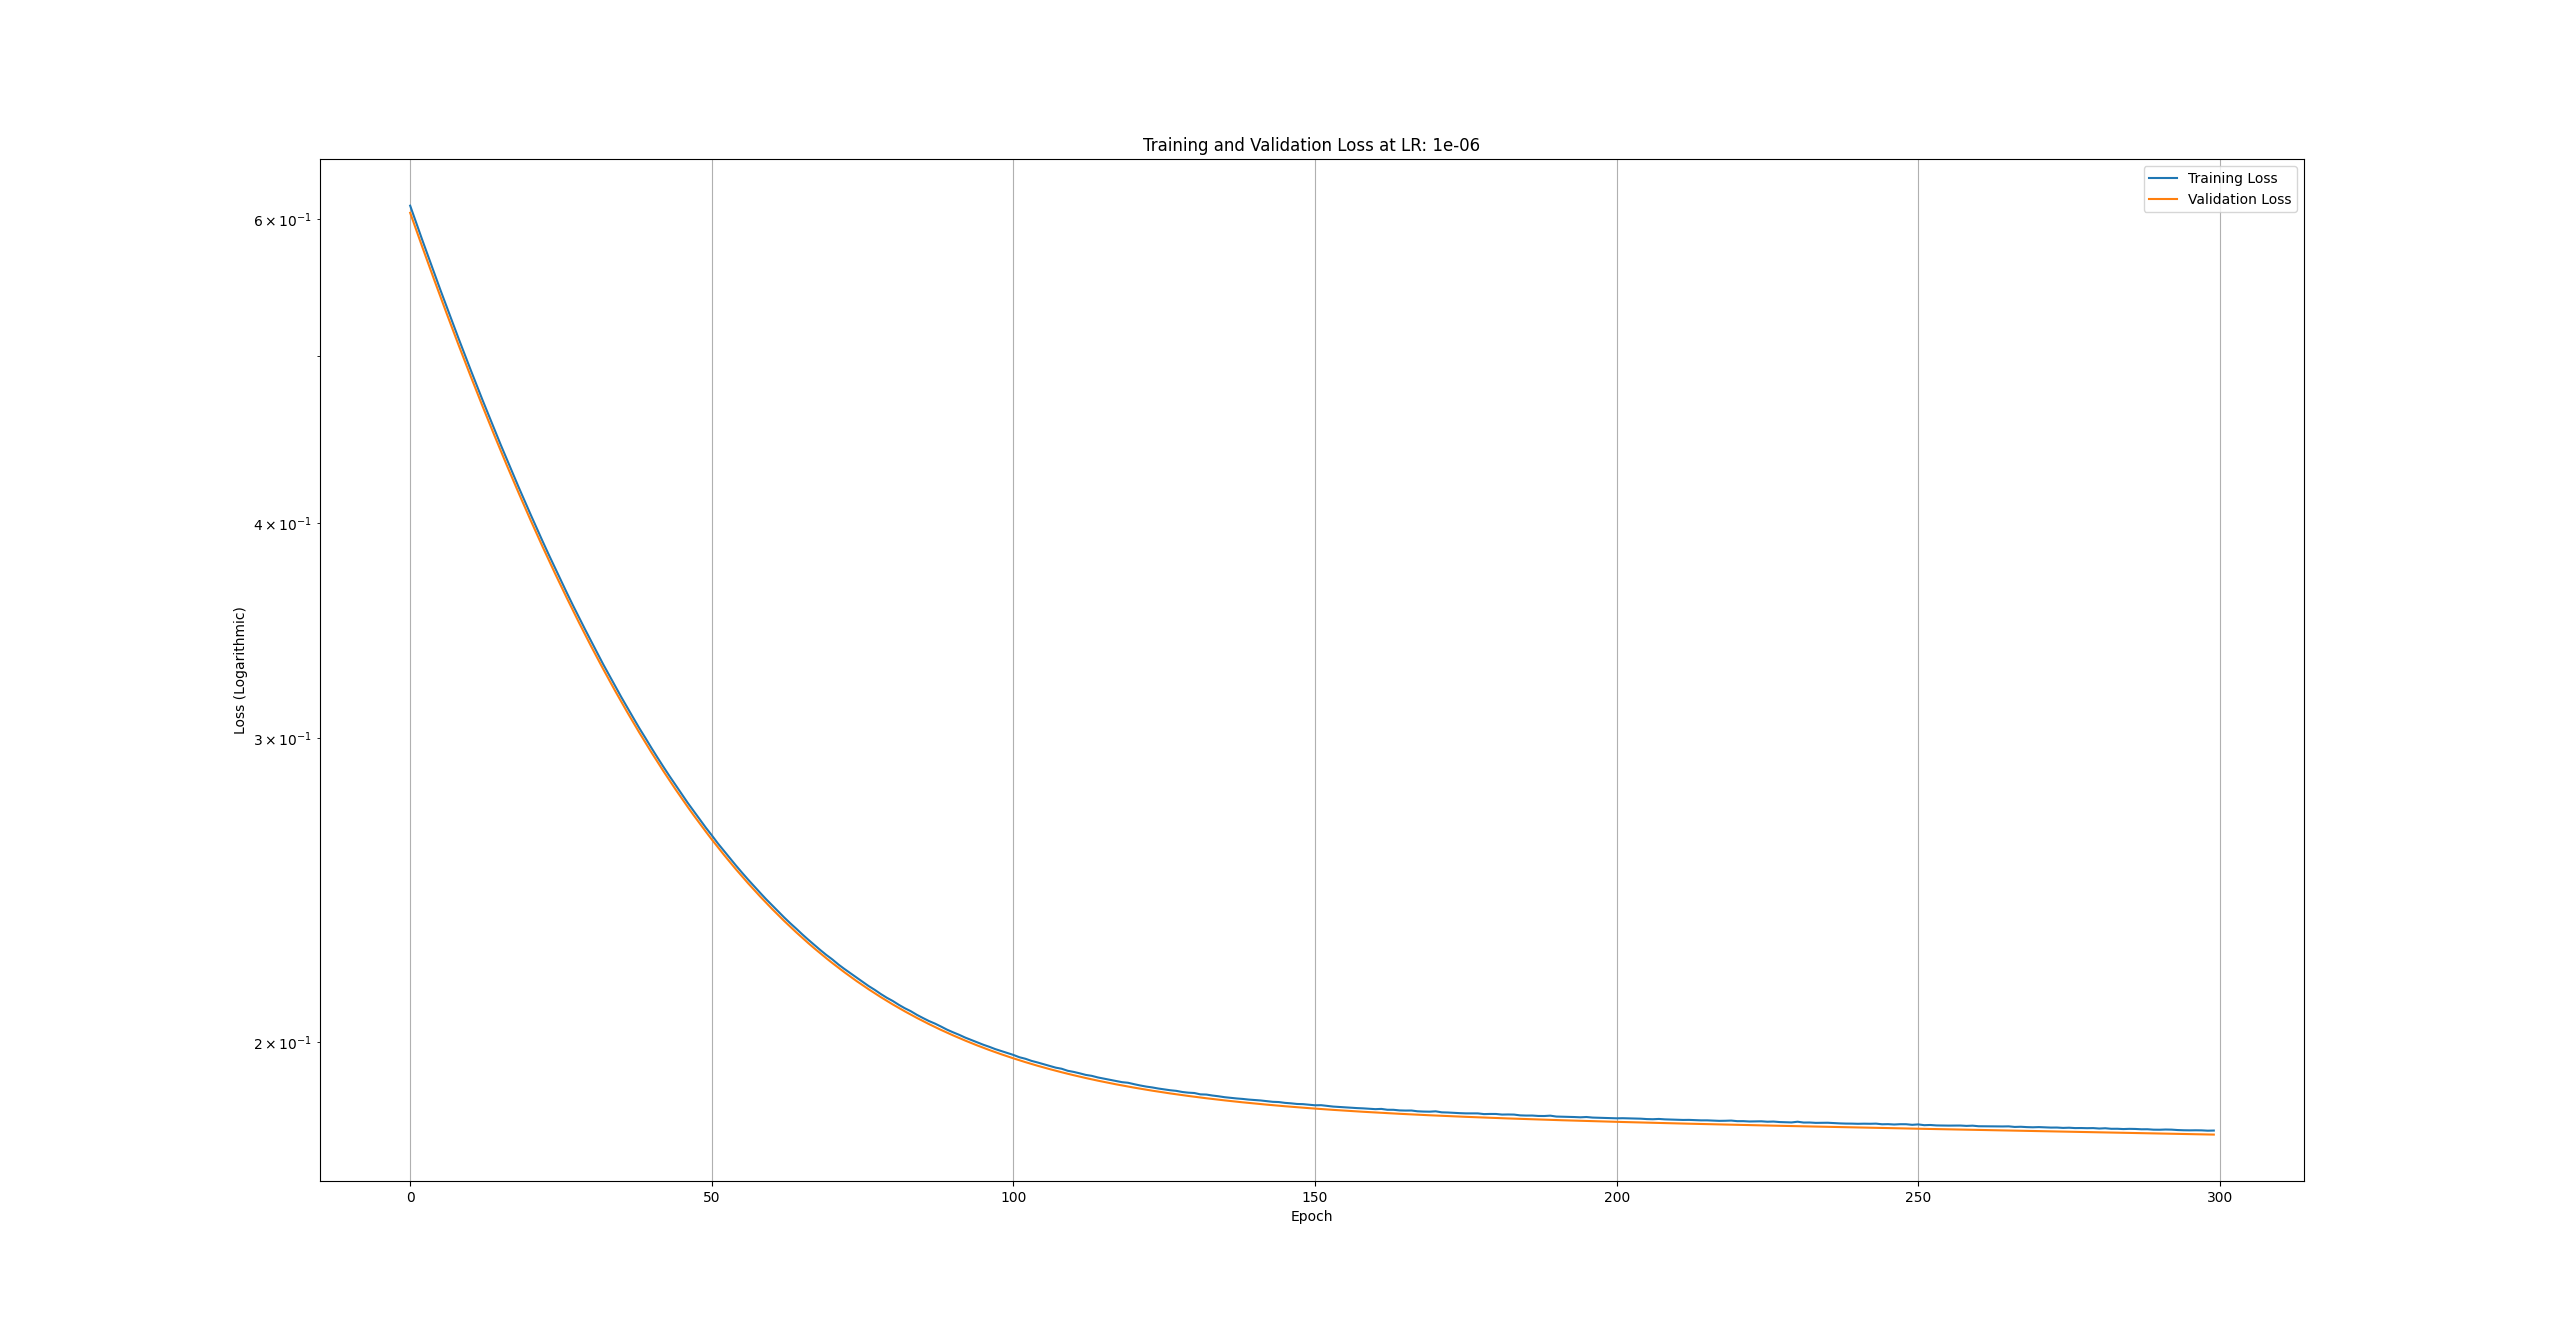 Training and Validation Loss at LR: 1e-06
Training Loss
Validation Loss
6 × 10⁻¹
4 × 10⁻¹
3 × 10⁻¹
2 × 10⁻¹
Loss (Logarithmic)
0 50 100 150 200 250 300
Epoch